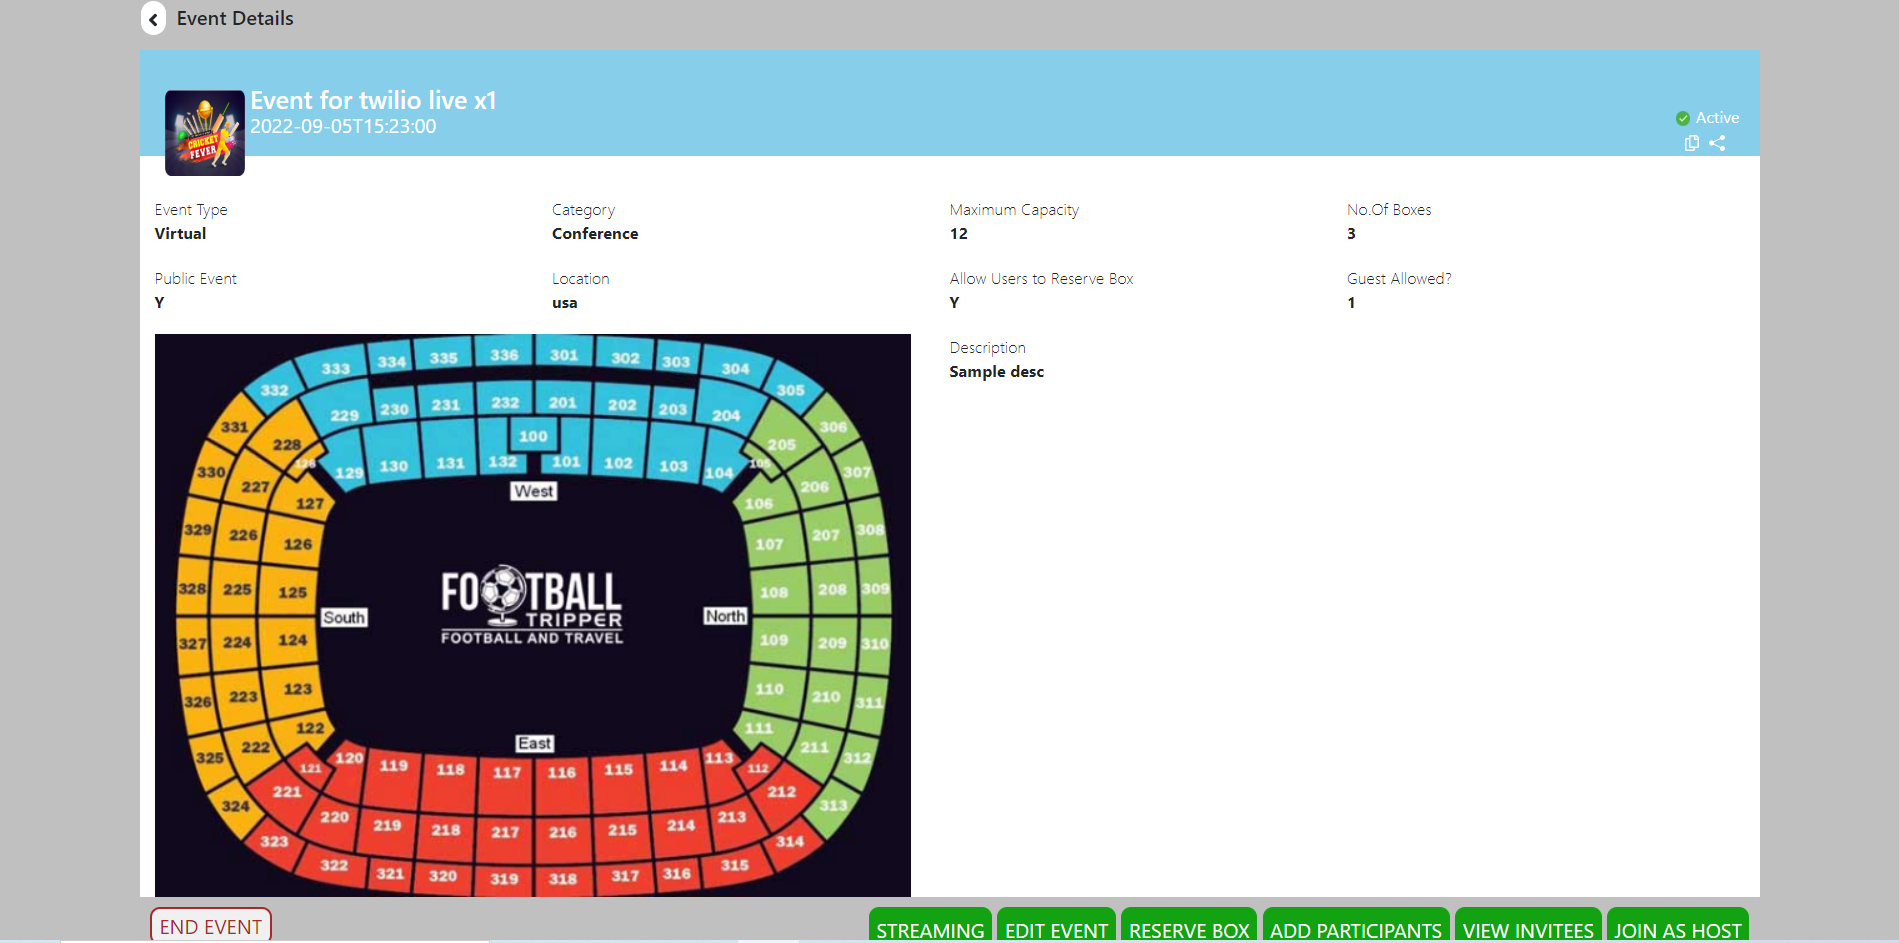 Event Details
Event for twilio live x1
2022-09-05T15:23:00
Active
CRICKET
FEVER
Event Type
Category
Maximum Capacity
No.Of Boxes
Virtual
Conference
12
3
Public Event
Location
Allow Users to Reserve Box
Guest Allowed?
Y
usa
Y
1
Description
Sample desc
332 333 334 335 336 301 302 303 304 305
229 230 231 232 201 202 203 204
100
129 130 131 132 101 102 103 104
West
331 228 128 105 205 306
330 227 127 106 206 307
329 226 126 107 207 308
328 225 125 108 208 309
South
North
FOOTBALL
TRIPPER
FOOTBALL AND TRAVEL
327 224 124 109 209 310
326 223 123 110 210 311
325 222 122 111 211 312
East
324 313
121 120 119 118 117 116 115 114 113 112
221 220 219 218 217 216 215 214 213 212
323 322 321 320 319 318 317 316 315 314
END EVENT
STREAMING
EDIT EVENT
RESERVE BOX
ADD PARTICIPANTS
VIEW INVITEES
JOIN AS HOST